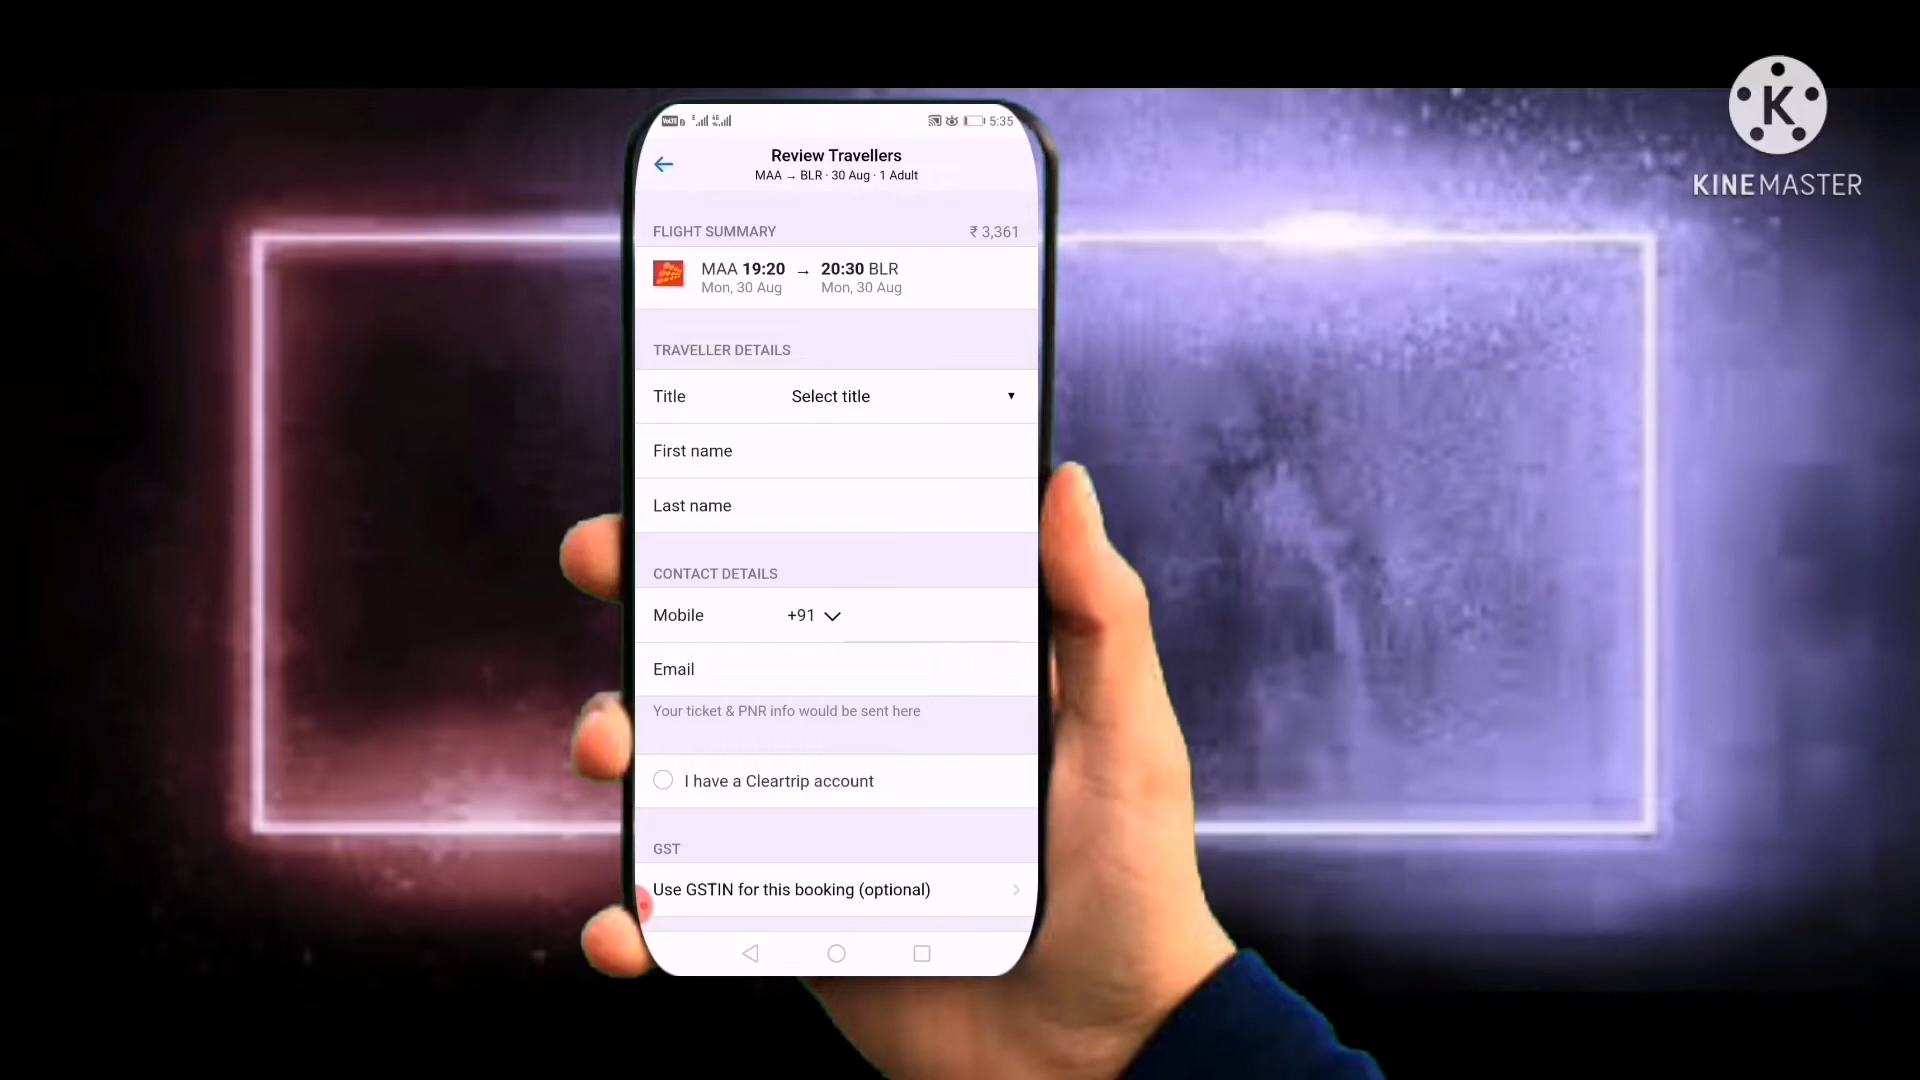 5:35
Review Travellers
MAA → BLR · 30 Aug · 1 Adult
FLIGHT SUMMARY ₹ 3,361
MAA 19:20 → 20:30 BLR
Mon, 30 Aug Mon, 30 Aug
TRAVELLER DETAILS
Title Select title
First name
Last name
CONTACT DETAILS
Mobile +91
Email
Your ticket & PNR info would be sent here
I have a Cleartrip account
GST
Use GSTIN for this booking (optional)
K
KINEMASTER